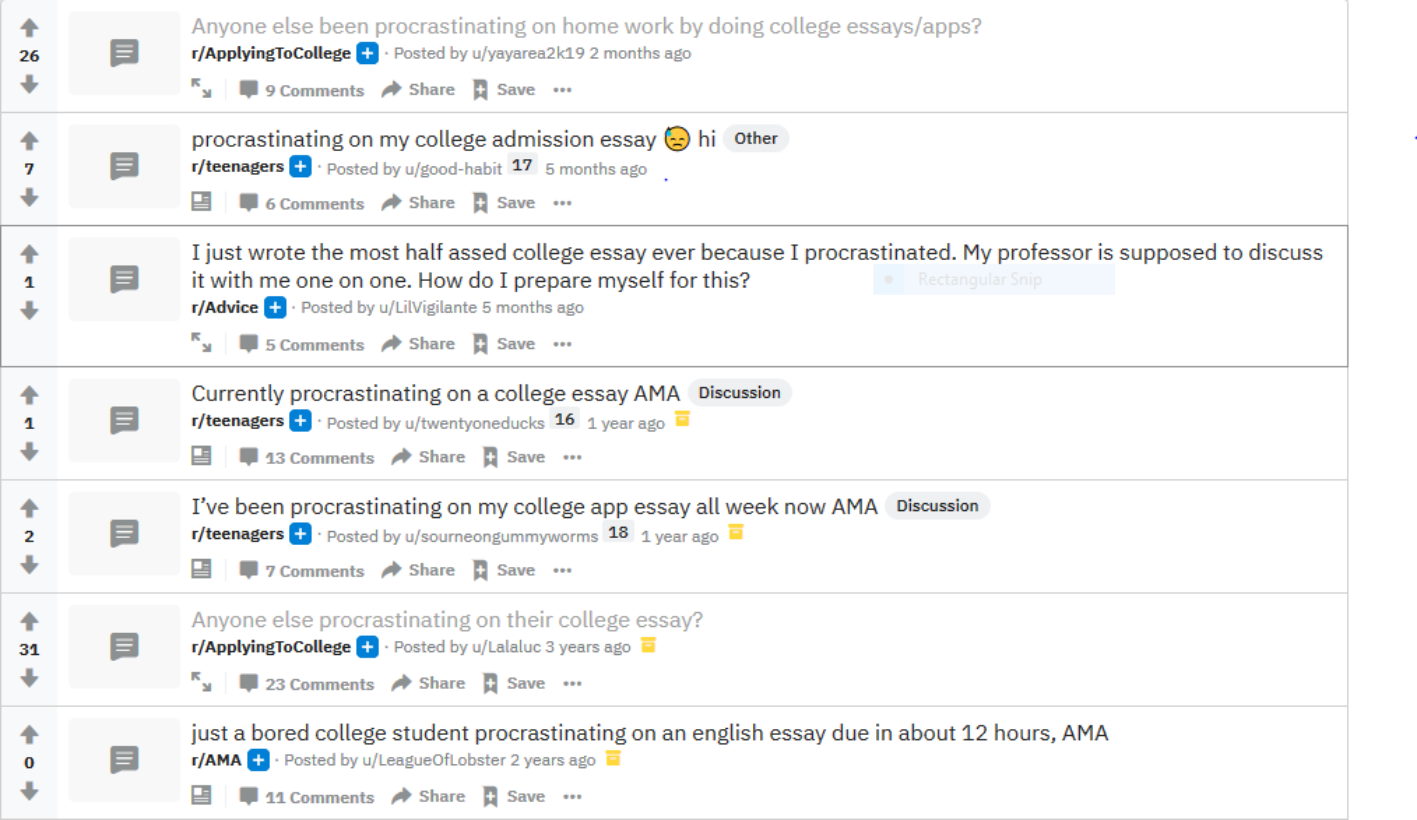 Anyone else been procrastinating on home work by doing college essays/apps?
r/ApplyingToCollege + · Posted by u/yayarea2k19 2 months ago
26
9 Comments Share Save ...
procrastinating on my college admission essay 😓 hi Other
r/teenagers + · Posted by u/good-habit 17 5 months ago
7
6 Comments Share Save ...
I just wrote the most half assed college essay ever because I procrastinated. My professor is supposed to discuss
it with me one on one. How do I prepare myself for this?
Rectangular Snip
1
r/Advice + · Posted by u/LilVigilante 5 months ago
5 Comments Share Save ...
Currently procrastinating on a college essay AMA Discussion
r/teenagers + · Posted by u/twentyoneducks 16 1 year ago
1
13 Comments Share Save ...
I've been procrastinating on my college app essay all week now AMA Discussion
r/teenagers + · Posted by u/sourneongummyworms 18 1 year ago
2
7 Comments Share Save ...
Anyone else procrastinating on their college essay?
r/ApplyingToCollege + · Posted by u/Lalaluc 3 years ago
31
23 Comments Share Save ...
just a bored college student procrastinating on an english essay due in about 12 hours, AMA
r/AMA + · Posted by u/LeagueOfLobster 2 years ago
0
11 Comments Share Save ...